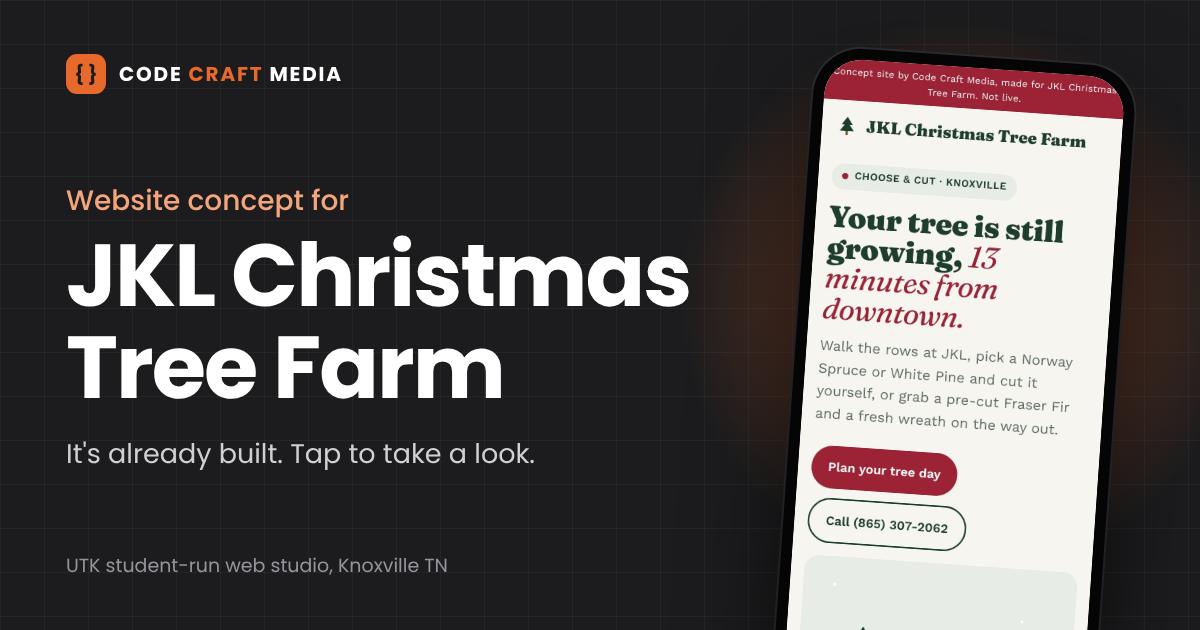 { }
CODE CRAFT MEDIA
Website concept for
JKL Christmas
Tree Farm
It's already built. Tap to take a look.
UTK student-run web studio, Knoxville TN
Concept site by Code Craft Media, made for JKL Christmas
Tree Farm. Not live.
JKL Christmas Tree Farm
CHOOSE & CUT · KNOXVILLE
Your tree is still
growing, 13
minutes from
downtown.
Walk the rows at JKL, pick a Norway
Spruce or White Pine and cut it
yourself, or grab a pre-cut Fraser Fir
and a fresh wreath on the way out.
Plan your tree day
Call (865) 307-2062